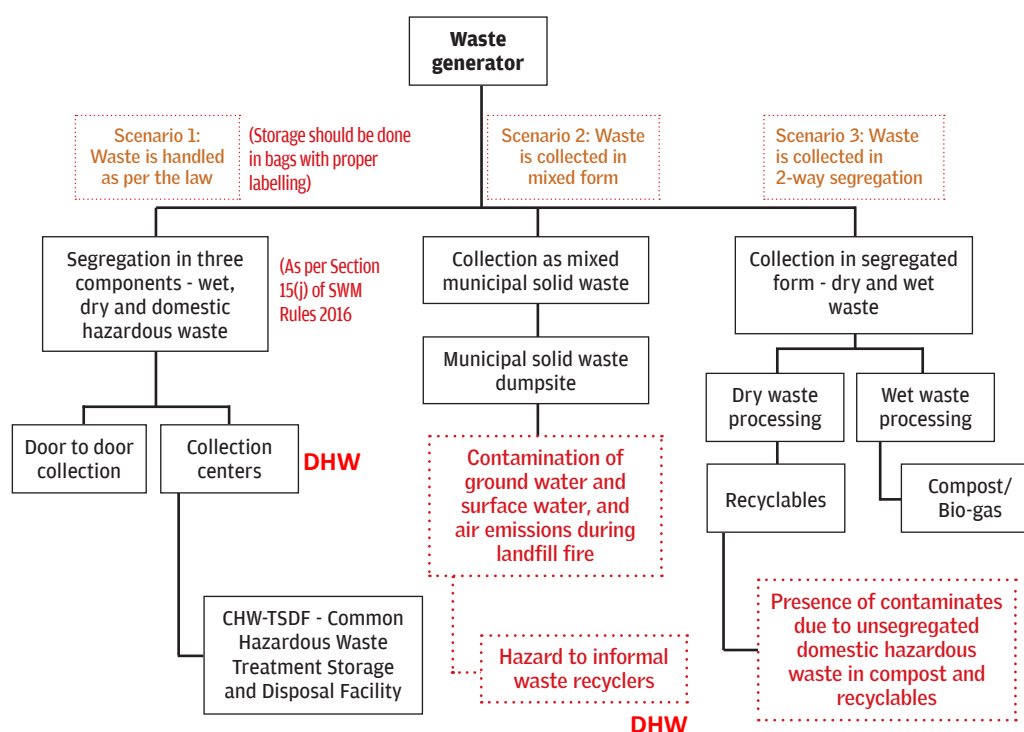 Waste
generator
Scenario 1:
Waste is handled
as per the law
(Storage should be done
in bags with proper
labelling)
Scenario 2: Waste
is collected in
mixed form
Scenario 3: Waste
is collected in
2-way segregation
Segregation in three
components - wet,
dry and domestic
hazardous waste
(As per Section
15(j) of SWM
Rules 2016
Collection as mixed
municipal solid waste
Collection in segregated
form - dry and wet
waste
Municipal solid waste
dumpsite
Dry waste
processing
Wet waste
processing
Door to door
collection
Collection
centers
DHW
Contamination of
ground water and
surface water, and
air emissions during
landfill fire
Recyclables
Compost/
Bio-gas
CHW-TSDF - Common
Hazardous Waste
Treatment Storage
and Disposal Facility
Hazard to informal
waste recyclers
DHW
Presence of contaminates
due to unsegregated
domestic hazardous
waste in compost and
recyclables